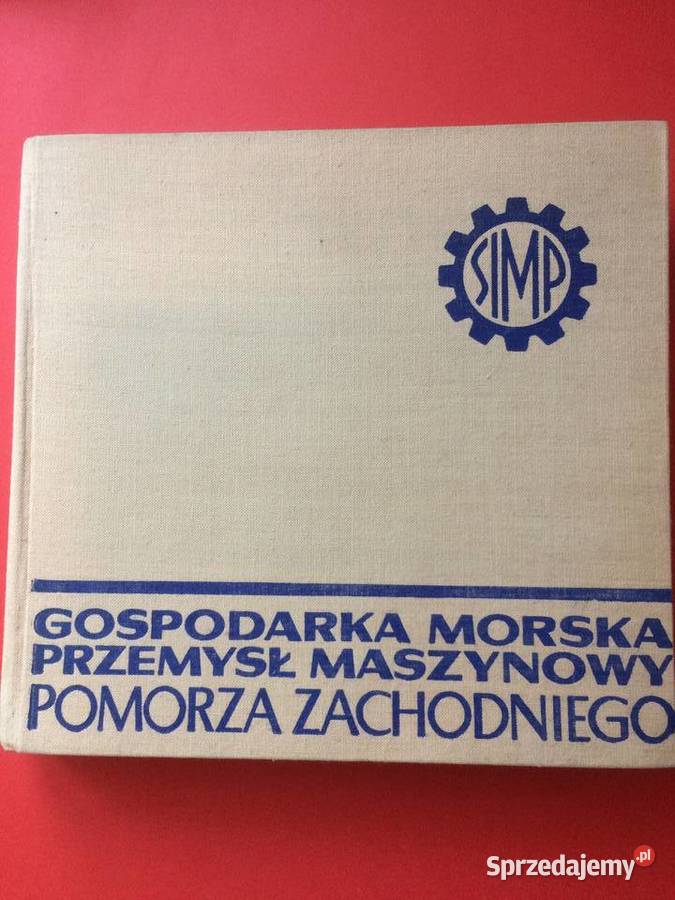 SIMP
GOSPODARKA MORSKA
PRZEMYSŁ MASZYNOWY
POMORZA ZACHODNIEGO
Sprzedajemy.pl